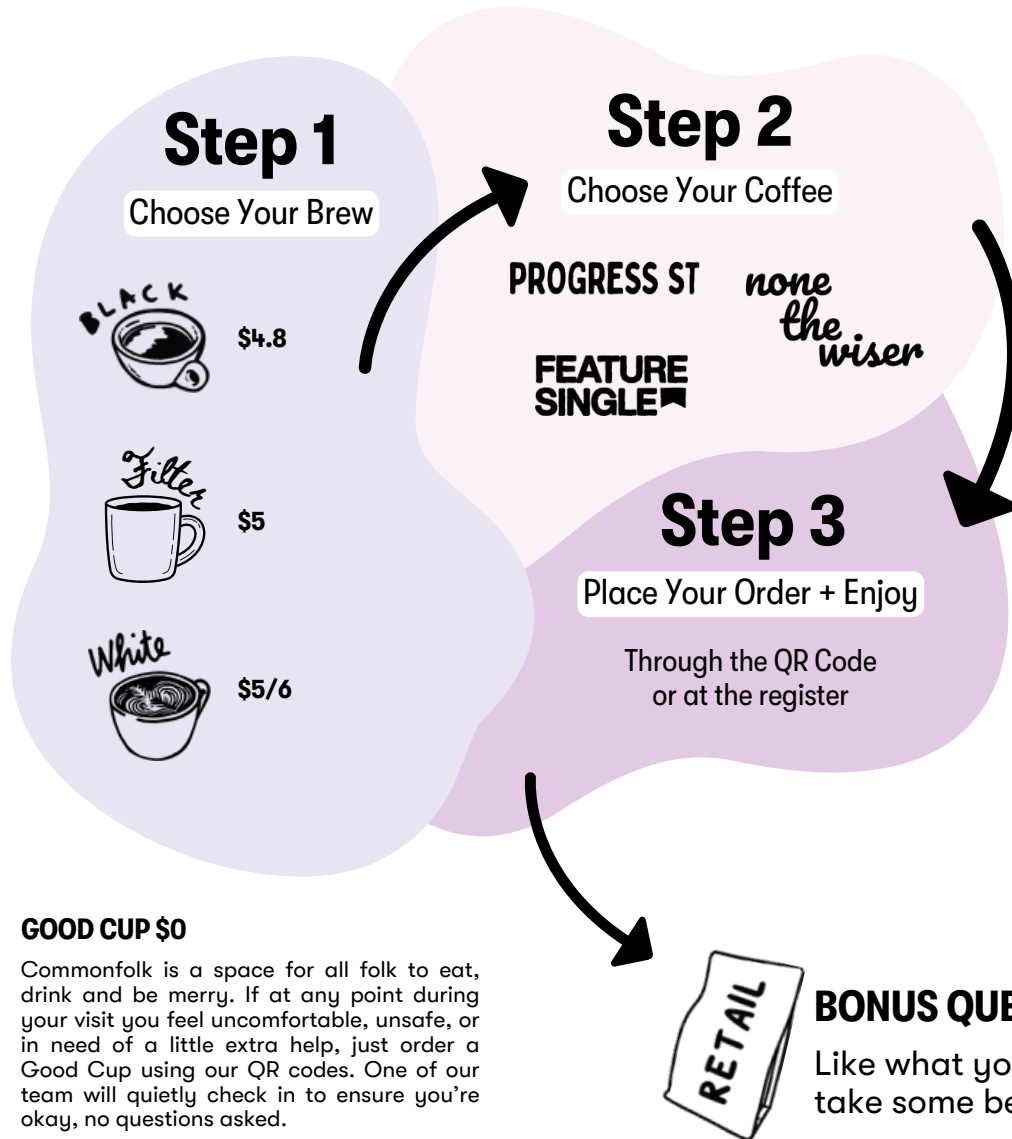 Step 1
Choose Your Brew
BLACK
$4.8
Filter
$5
White
$5/6
Step 2
Choose Your Coffee
PROGRESS ST
none
the
wiser
FEATURE
SINGLE
Step 3
Place Your Order + Enjoy
Through the QR Code
or at the register
GOOD CUP $0
Commonfolk is a space for all folk to eat,
drink and be merry. If at any point during
your visit you feel uncomfortable, unsafe, or
in need of a little extra help, just order a
Good Cup using our QR codes. One of our
team will quietly check in to ensure you're
okay, no questions asked.
RETAIL
BONUS
Like what
take some